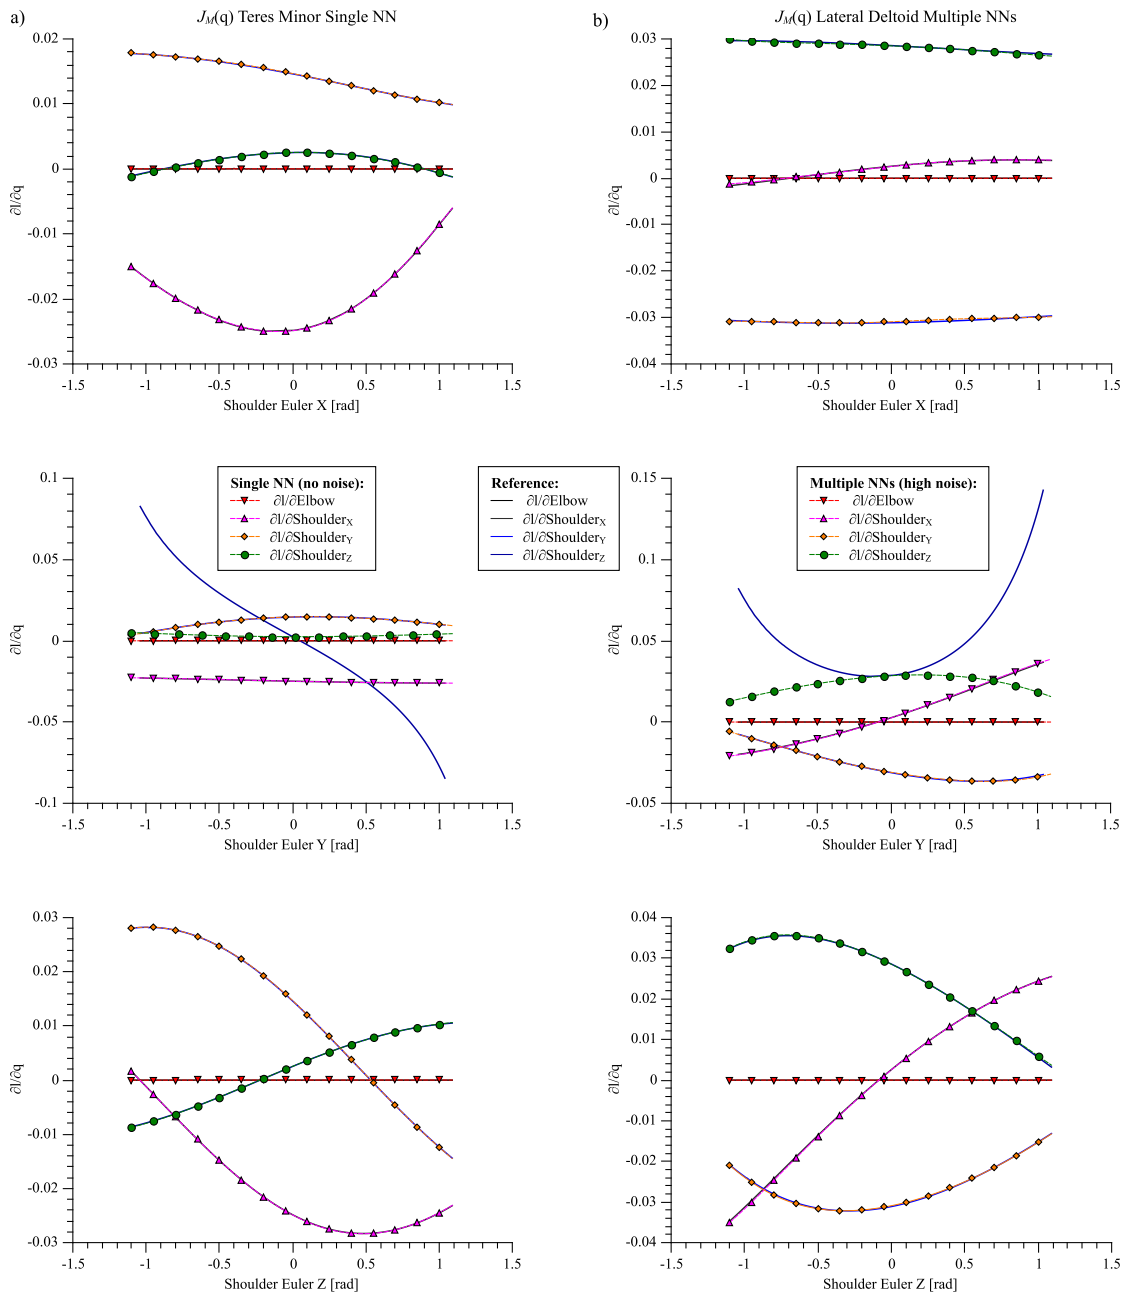 a)
J_M(q) Teres Minor Single NN
0.02
0.01
0
-0.01
-0.02
-0.03
∂l/∂q
-1.5 -1 -0.5 0 0.5 1 1.5
Shoulder Euler X [rad]
b)
J_M(q) Lateral Deltoid Multiple NNs
0.03
0.04
0
-0.004
-0.03
-0.04
∂l/∂q
-1.5 -1 -0.5 0 0.5 1 1.5
Shoulder Euler X [rad]
0.1
0.05
0
-0.05
-0.1
∂l/∂q
-1.5 -1 -0.5 0 0.5 1 1.5
Shoulder Euler Y [rad]
Single NN (no noise):
∂l/∂Elbow
∂l/∂Shoulder_X
∂l/∂Shoulder_Y
∂l/∂Shoulder_Z
Reference:
∂l/∂Elbow
∂l/∂Shoulder_X
∂l/∂Shoulder_Y
∂l/∂Shoulder_Z
0.15
0.1
0.05
0
-0.05
∂l/∂q
-1.5 -1 -0.5 0 0.5 1 1.5
Shoulder Euler Y [rad]
Multiple NNs (high noise):
∂l/∂Elbow
∂l/∂Shoulder_X
∂l/∂Shoulder_Y
∂l/∂Shoulder_Z
0.03
0.02
0.01
0
-0.01
-0.02
-0.03
∂l/∂q
-1.5 -1 -0.5 0 0.5 1 1.5
Shoulder Euler Z [rad]
0.04
0.03
0.02
0.01
0
-0.01
-0.02
-0.03
-0.04
∂l/∂q
-1.5 -1 -0.5 0 0.5 1 1.5
Shoulder Euler Z [rad]